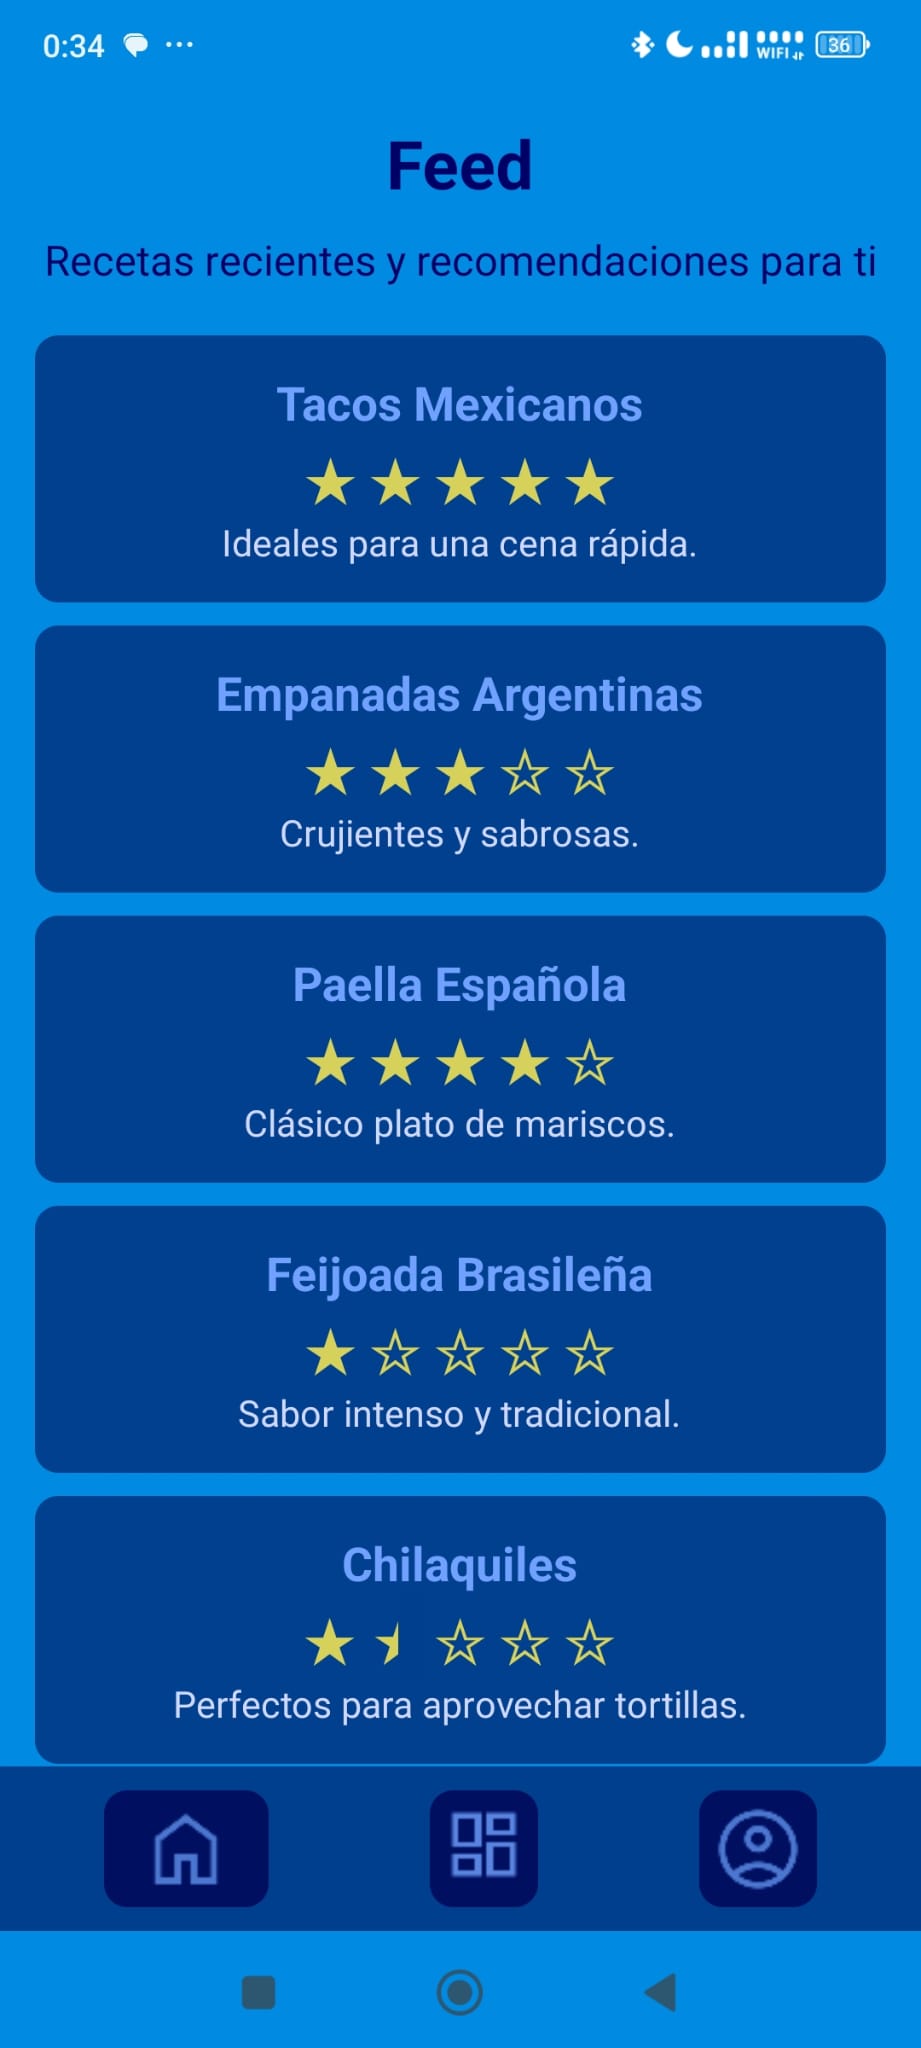 0:34
WIFI
36
Feed
Recetas recientes y recomendaciones para ti
Tacos Mexicanos
Ideales para una cena rápida.
Empanadas Argentinas
Crujientes y sabrosas.
Paella Española
Clásico plato de mariscos.
Feijoada Brasileña
Sabor intenso y tradicional.
Chilaquiles
Perfectos para aprovechar tortillas.